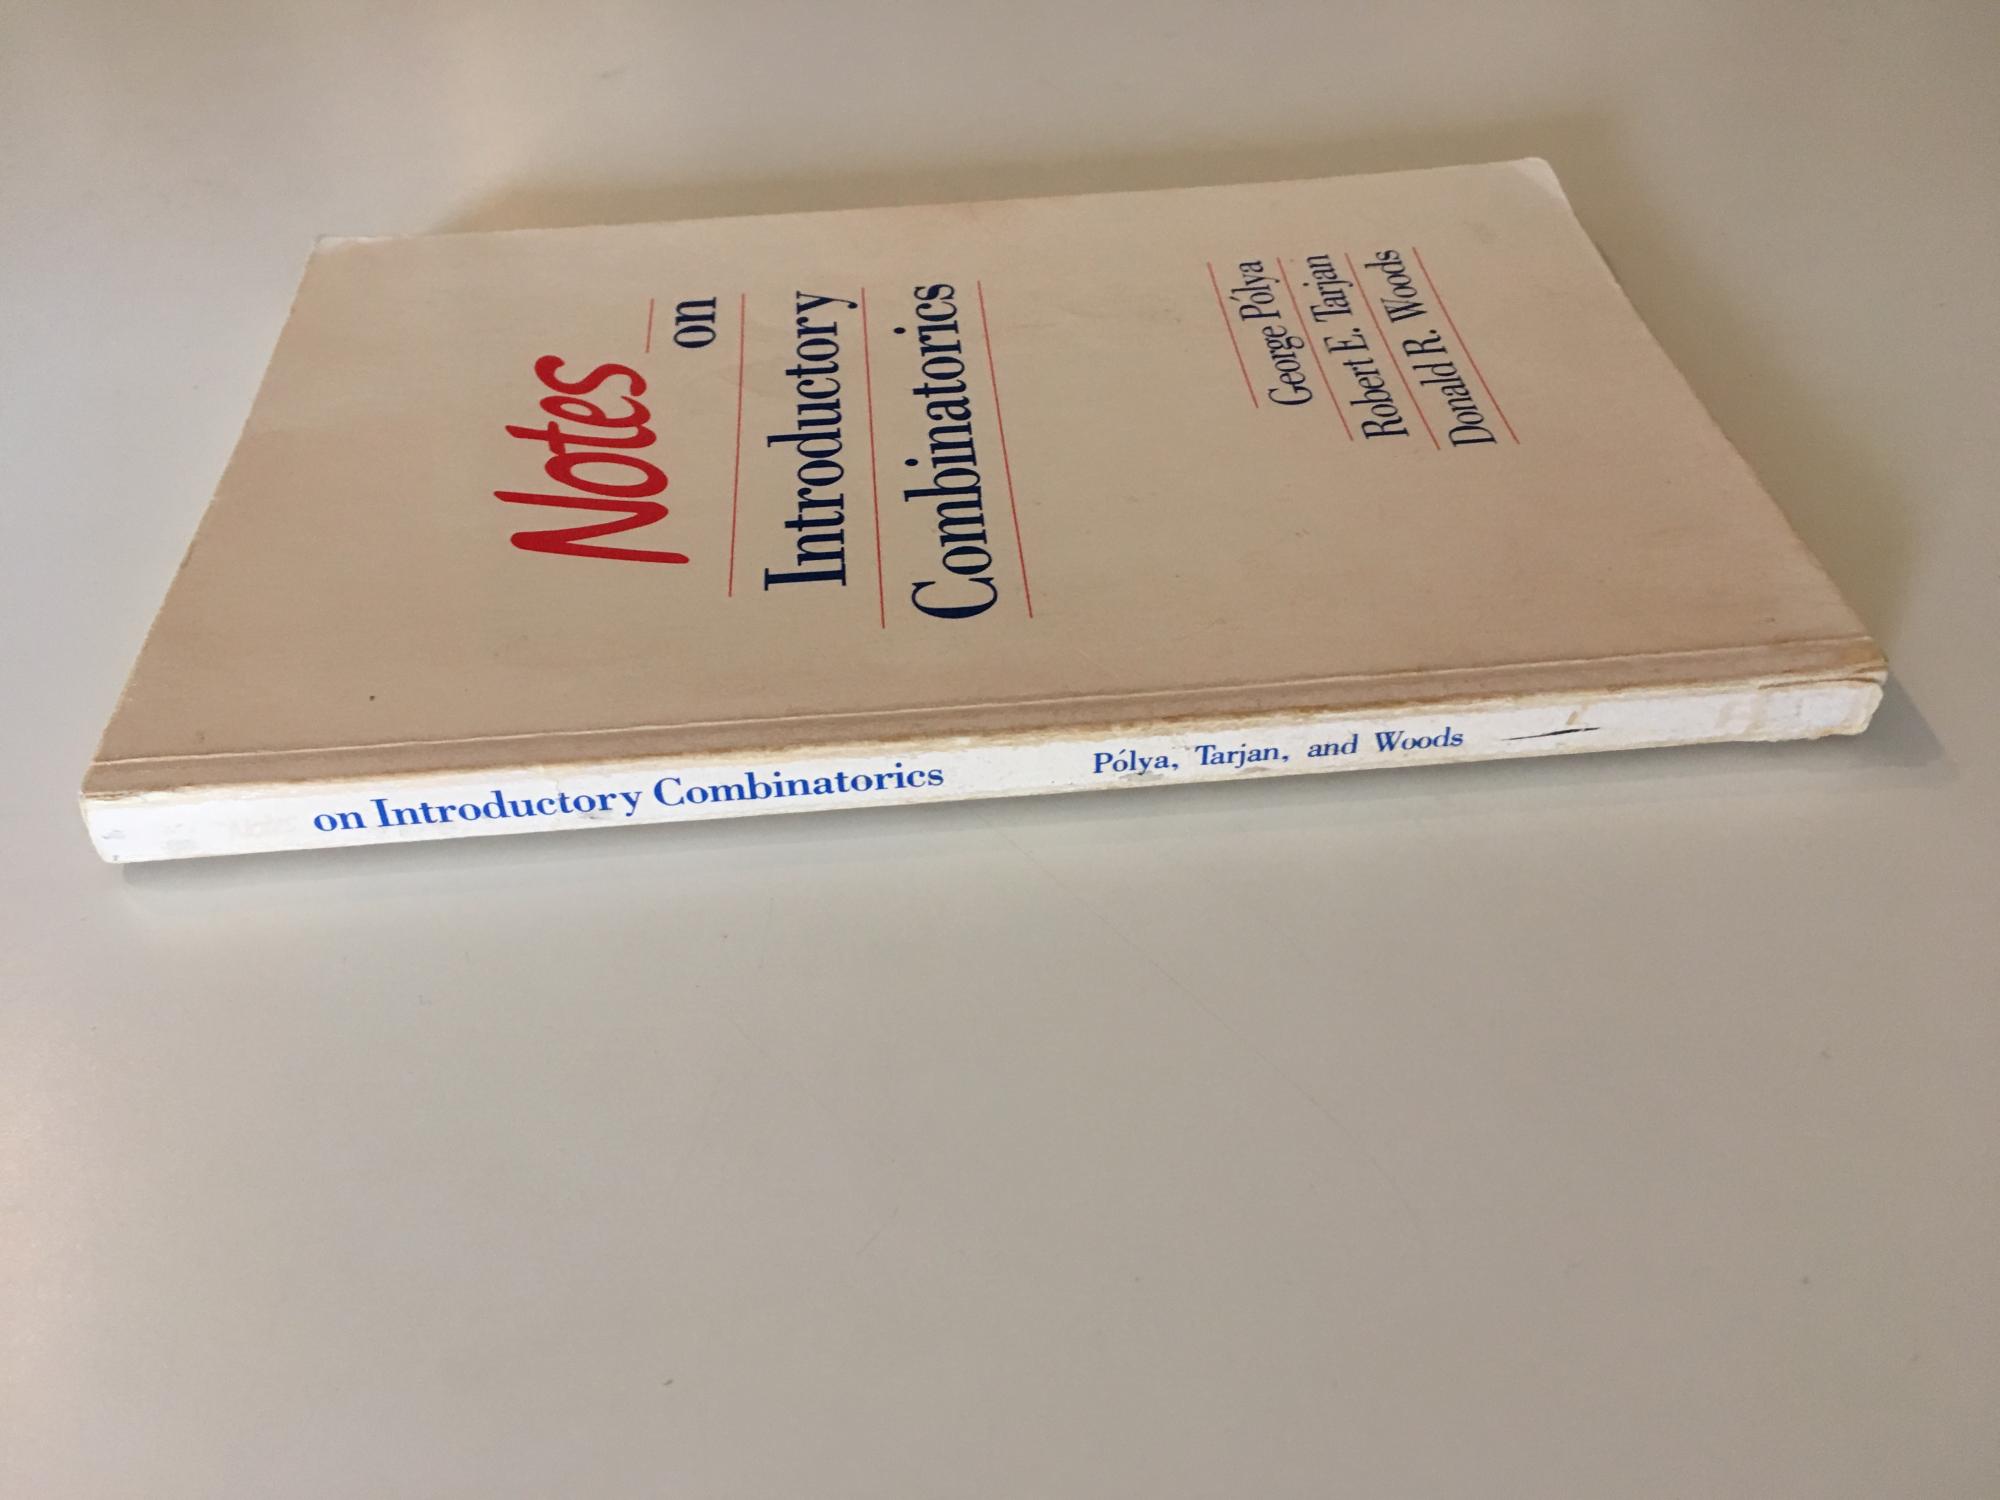 Notes
on
Introductory
Combinatorics
George Pólya
Robert E. Tarjan
Donald R. Woods
on Introductory Combinatorics Pólya, Tarjan, and Woods